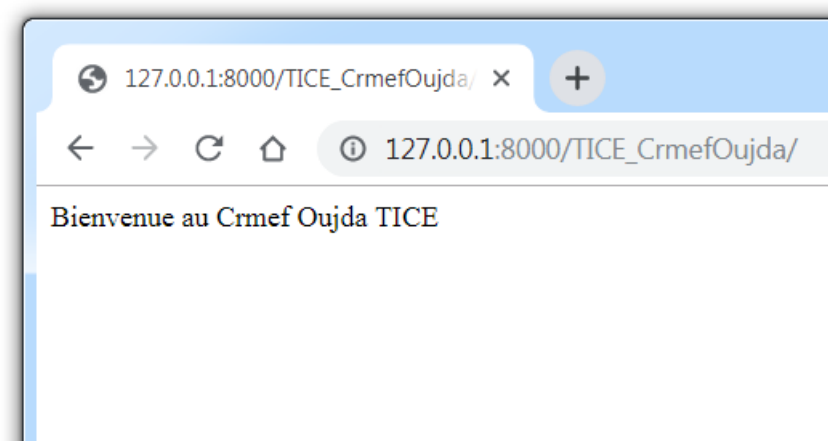 127.0.0.1:8000/TICE_CrmefOujda/
127.0.0.1:8000/TICE_CrmefOujda/
Bienvenue au Crmef Oujda TICE